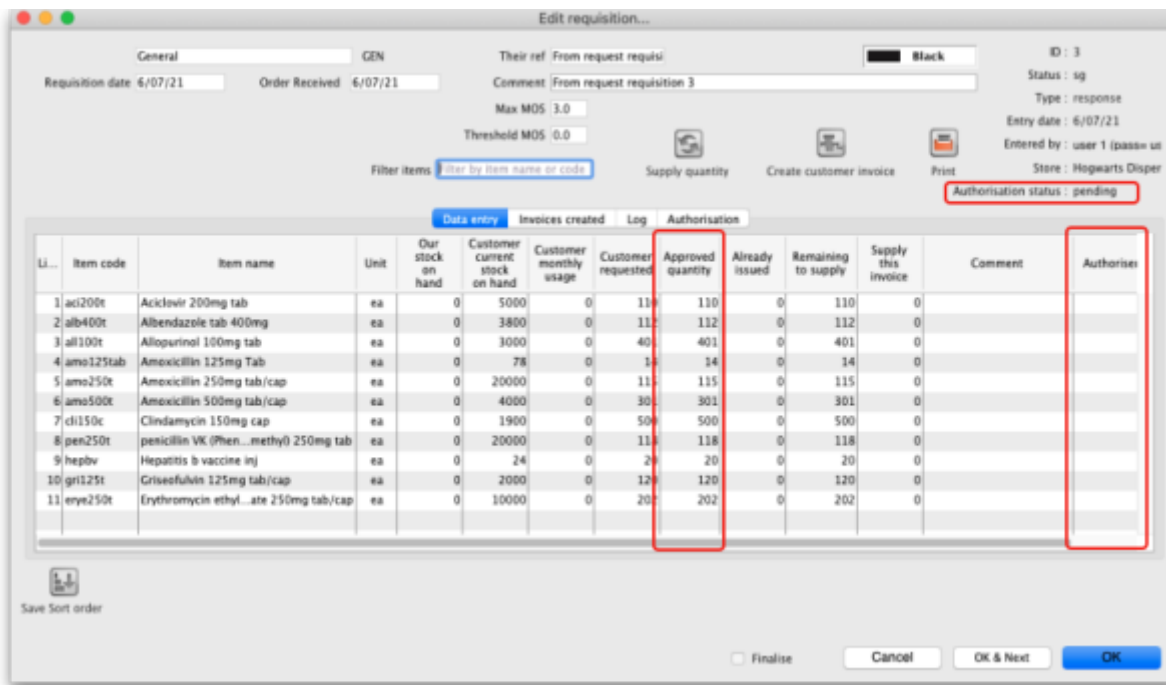 Edit requisition...
General GEN Their ref From request requisi Black ID : 3
Requisition date 6/07/21 Order Received 6/07/21 Comment From request requisition 3 Status : sg
Max MOS 3.0 Type : response
Threshold MOS 0.0 Entry date : 6/07/21
Entered by : user 1 (pass= us
Filter items Filter by item name or code Supply quantity Create customer invoice Print Store : Hogwarts Disper
Authorisation status : pending
Data entry Invoices created Log Authorisation
Li... Item code Item name Unit Our stock on hand Customer current stock on hand Customer monthly usage Customer requested Approved quantity Already issued Remaining to supply Supply this invoice Comment Authoriser
1 aci200t Aciclovir 200mg tab ea 0 5000 0 110 110 0 110 0
2 alb400t Albendazole tab 400mg ea 0 3800 0 112 112 0 112 0
3 all100t Allopurinol 100mg tab ea 0 3000 0 401 401 0 401 0
4 amo125tab Amoxicillin 125mg Tab ea 0 78 0 14 14 0 14 0
5 amo250t Amoxicillin 250mg tab/cap ea 0 20000 0 115 115 0 115 0
6 amo500t Amoxicillin 500mg tab/cap ea 0 4000 0 301 301 0 301 0
7 cli150c Clindamycin 150mg cap ea 0 1900 0 500 500 0 500 0
8 pen250t penicillin VK (Phen...methyl) 250mg tab ea 0 20000 0 118 118 0 118 0
9 hepbv Hepatitis b vaccine inj ea 0 24 0 20 20 0 20 0
10 gri125t Griseofulvin 125mg tab/cap ea 0 2000 0 120 120 0 120 0
11 erye250t Erythromycin ethyl...ate 250mg tab/cap ea 0 10000 0 202 202 0 202 0
Save Sort order
Finalise Cancel OK & Next OK